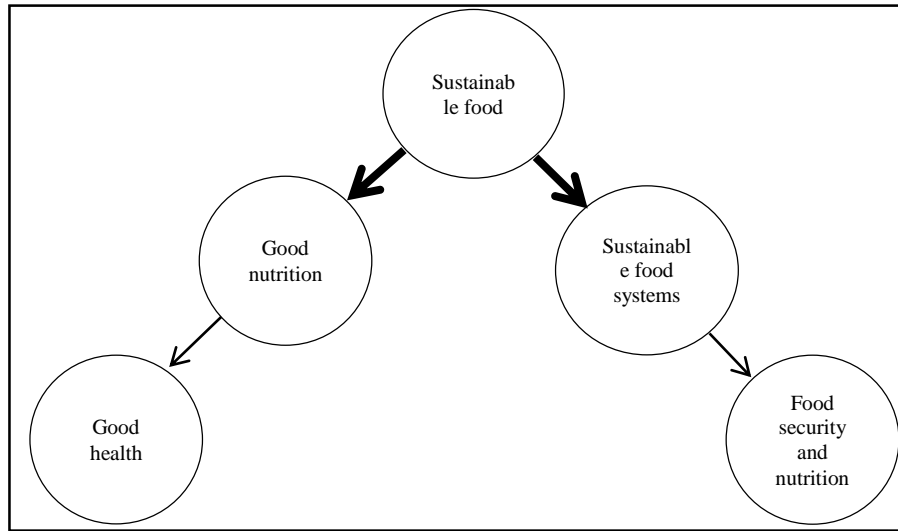 Sustainab
le food
Good
nutrition
Sustainabl
e food
systems
Good
health
Food
security
and
nutrition